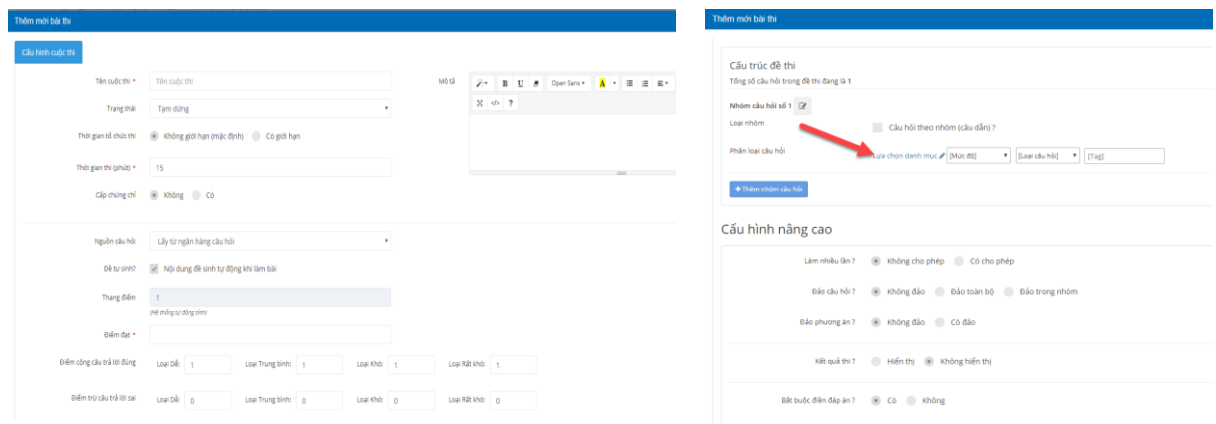 Thêm mới bài thi
Cấu hình cuộc thi
Tên cuộc thi * Tên cuộc thi
Mô tả B U Open Sans A
</> ?
Trạng thái Tạm dừng
Thời gian tổ chức thi Không giới hạn (mặc định) Có giới hạn
Thời gian thi (phút) * 15
Cấp chứng chỉ Không Có
Nguồn câu hỏi Lấy từ ngân hàng câu hỏi
Đề tự sinh? Nội dung đề sinh tự động khi làm bài
Thang điểm 1
(Hệ thống tự động tính)
Điểm đạt *
Điểm cộng câu trả lời đúng Loại Dễ: 1 Loại Trung bình: 1 Loại Khó: 1 Loại Rất khó: 1
Điểm trừ câu trả lời sai Loại Dễ: 0 Loại Trung bình: 0 Loại Khó: 0 Loại Rất khó: 0
Thêm mới bài thi
Cấu trúc đề thi
Tổng số câu hỏi trong đề thi đang là 1
Nhóm câu hỏi số 1
Loại nhóm Câu hỏi theo nhóm (câu dẫn) ?
Phân loại câu hỏi Lựa chọn danh mục [Mức độ] [Loại câu hỏi] [Tag]
+ Thêm nhóm câu hỏi
Cấu hình nâng cao
Làm nhiều lần ? Không cho phép Có cho phép
Đảo câu hỏi ? Không đảo Đảo toàn bộ Đảo trong nhóm
Đảo phương án ? Không đảo Có đảo
Kết quả thi ? Hiển thị Không hiển thị
Bắt buộc điền đáp án ? Có Không